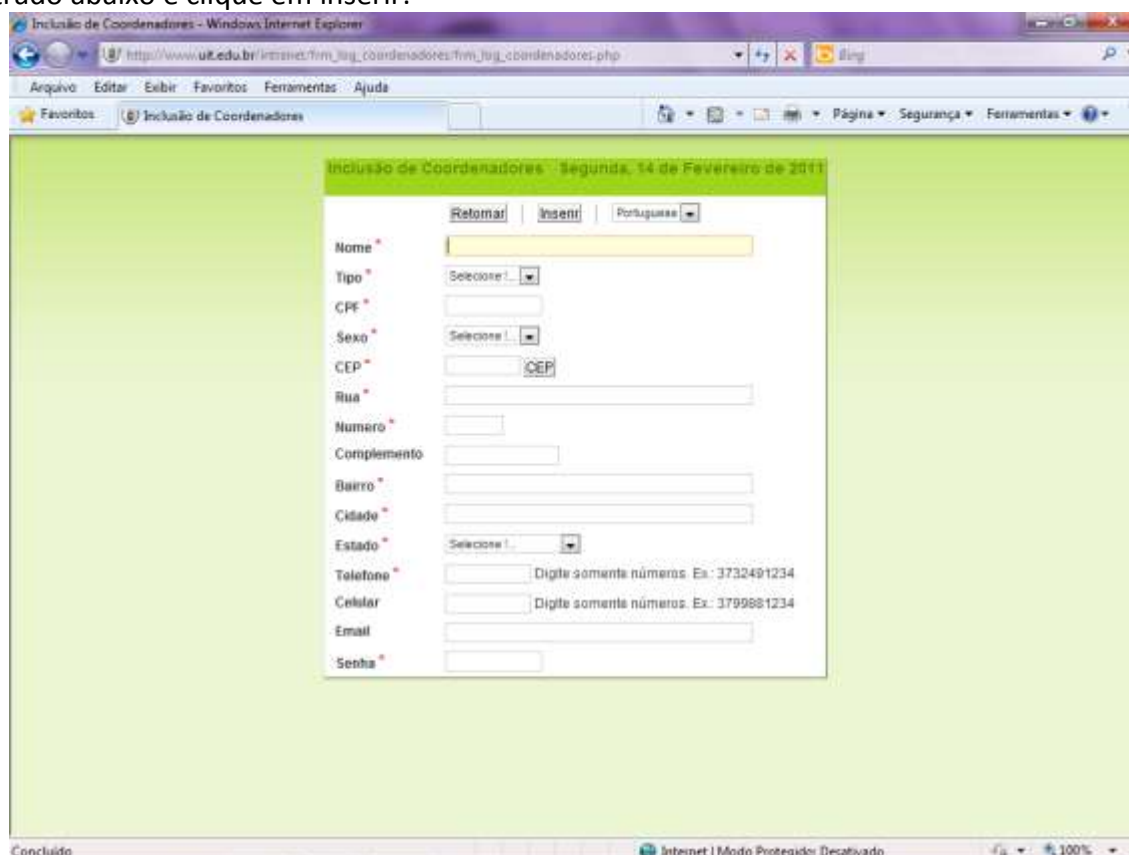 trado abaixo e clique em Inserir.
Inclusão de Coordenadores - Windows Internet Explorer
http://www.uit.edu.br/intranet/frm_log_coordenadores/frm_log_coordenadores.php
Bing
Arquivo Editar Exibir Favoritos Ferramentas Ajuda
Favoritos Inclusão de Coordenadores Página Segurança Ferramentas
Inclusão de Coordenadores Segunda, 14 de Fevereiro de 2011
Retornar | Inserir | Portuguese
Nome *
Tipo * Selecione !...
CPF *
Sexo * Selecione !...
CEP * CEP
Rua *
Numero *
Complemento
Bairro *
Cidade *
Estado * Selecione !...
Telefone * Digite somente números. Ex.: 3732491234
Celular Digite somente números. Ex.: 3799881234
Email
Senha *
Concluído Internet | Modo Protegido: Desativado 100%